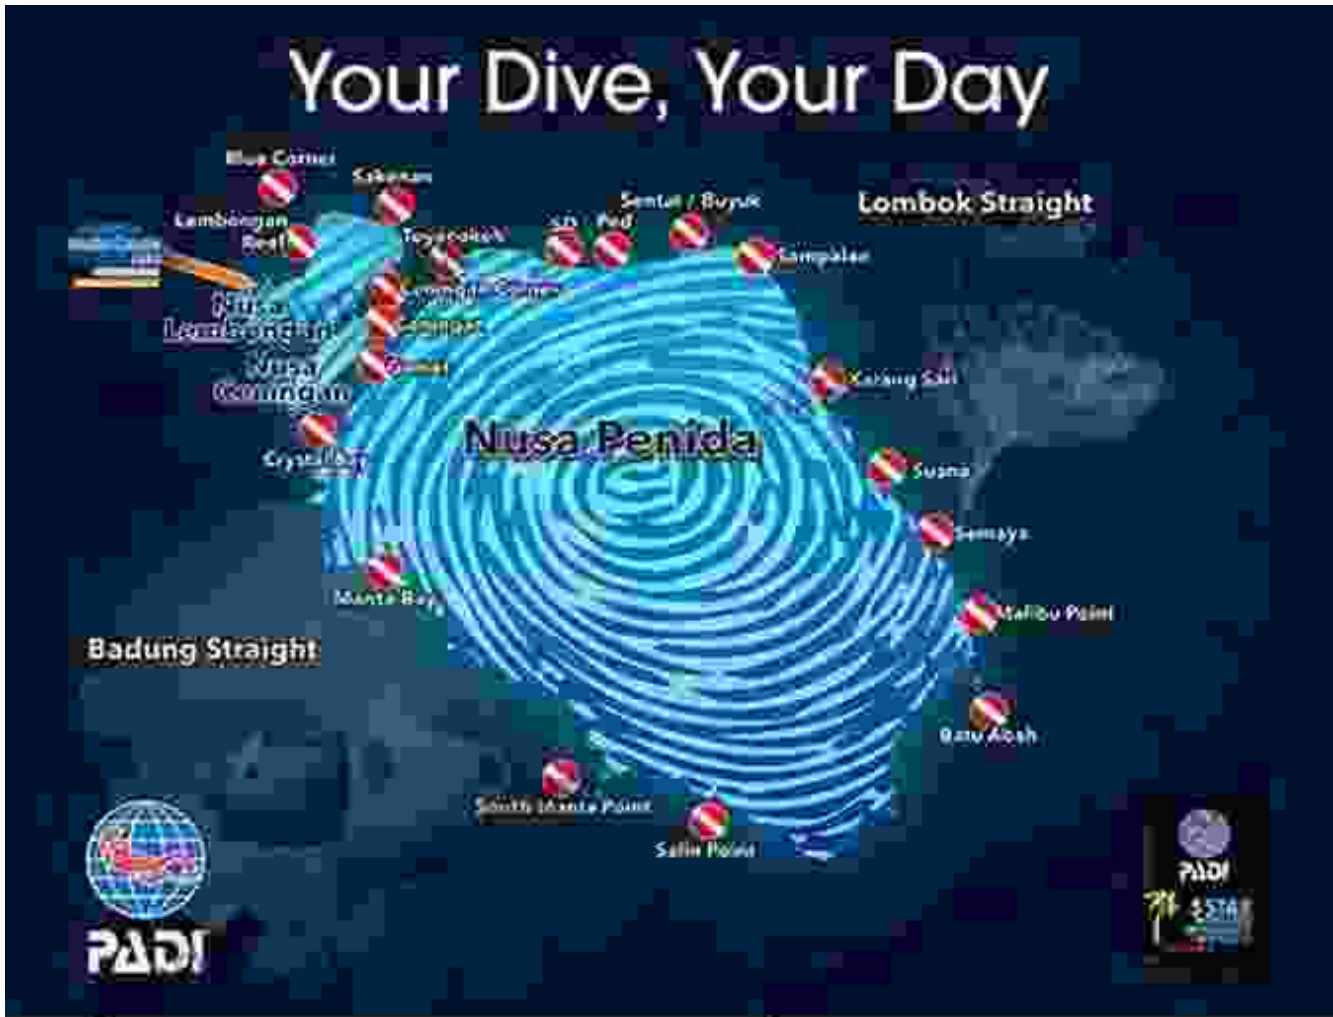 Your Dive, Your Day
Blue Corner
Sakenan
Lembongan
Reef
Toyapakeh
SD
Ped
Sental / Buyuk
Sampalan
Lombok Straight
Nusa
Lembongan
Nusa
Ceningan
Karang Sari
Nusa Penida
Crystal Bay
Suana
Semaya
Manta Bay
Malibu Point
Badung Straight
Batu Abah
South Manta Point
PADI
PADI